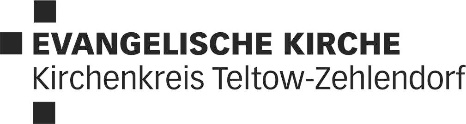 EVANGELISCHE KIRCHE
Kirchenkreis Teltow-Zehlendorf